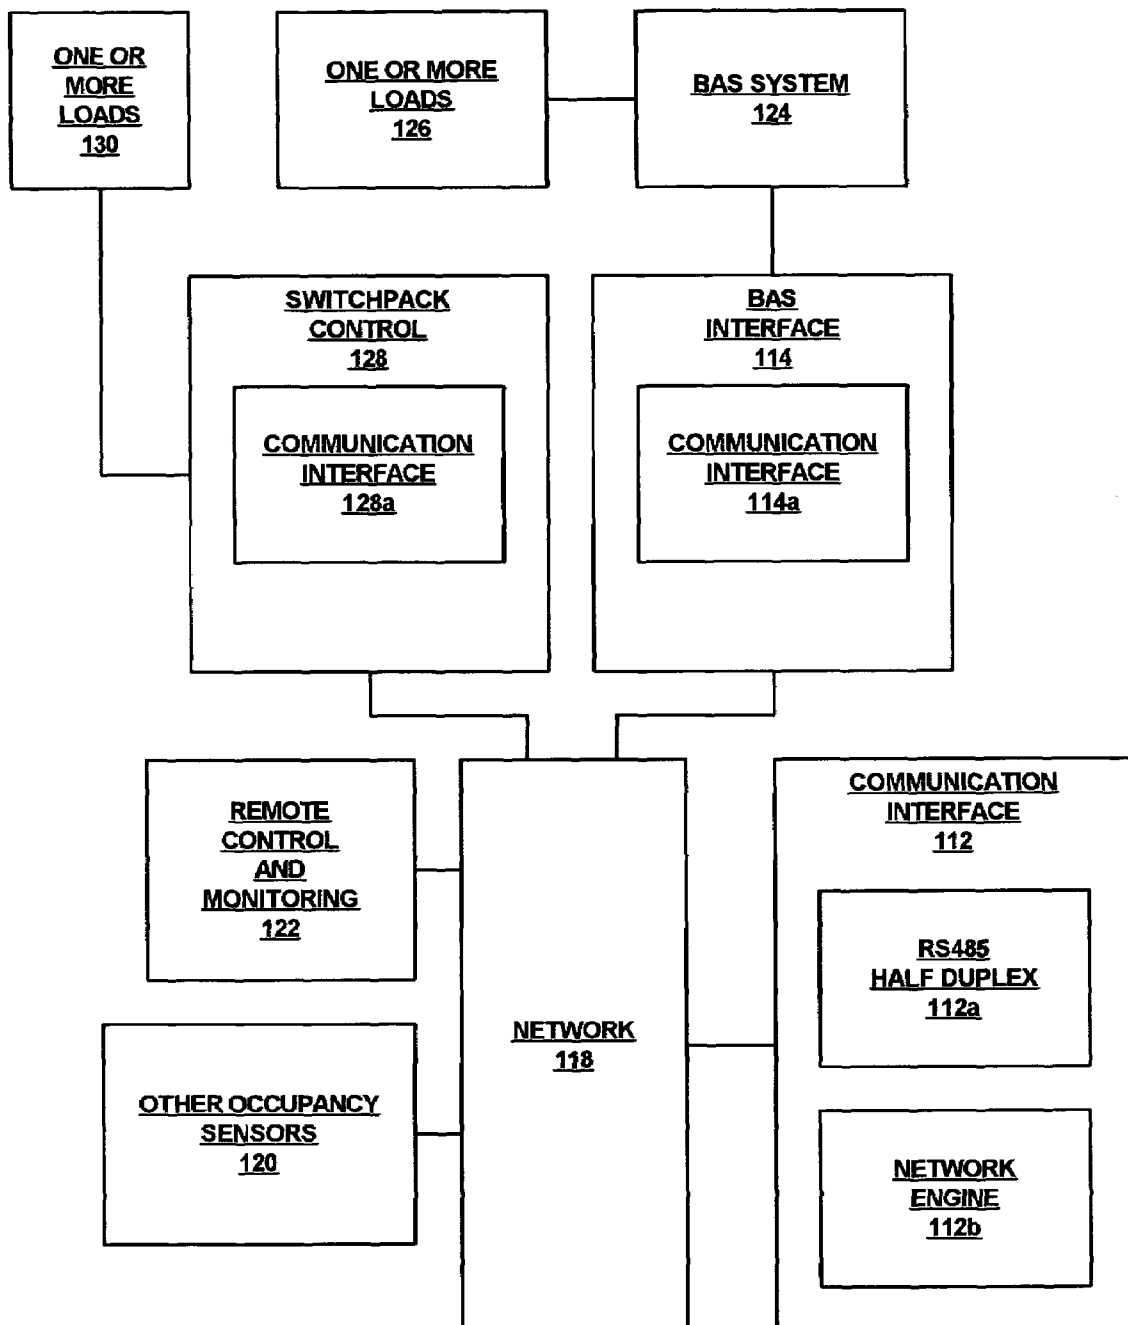 ONE OR
MORE
LOADS
130
ONE OR MORE
LOADS
126
BAS SYSTEM
124
SWITCHPACK
CONTROL
128
COMMUNICATION
INTERFACE
128a
BAS
INTERFACE
114
COMMUNICATION
INTERFACE
114a
REMOTE
CONTROL
AND
MONITORING
122
OTHER OCCUPANCY
SENSORS
120
NETWORK
118
COMMUNICATION
INTERFACE
112
RS485
HALF DUPLEX
112a
NETWORK
ENGINE
112b